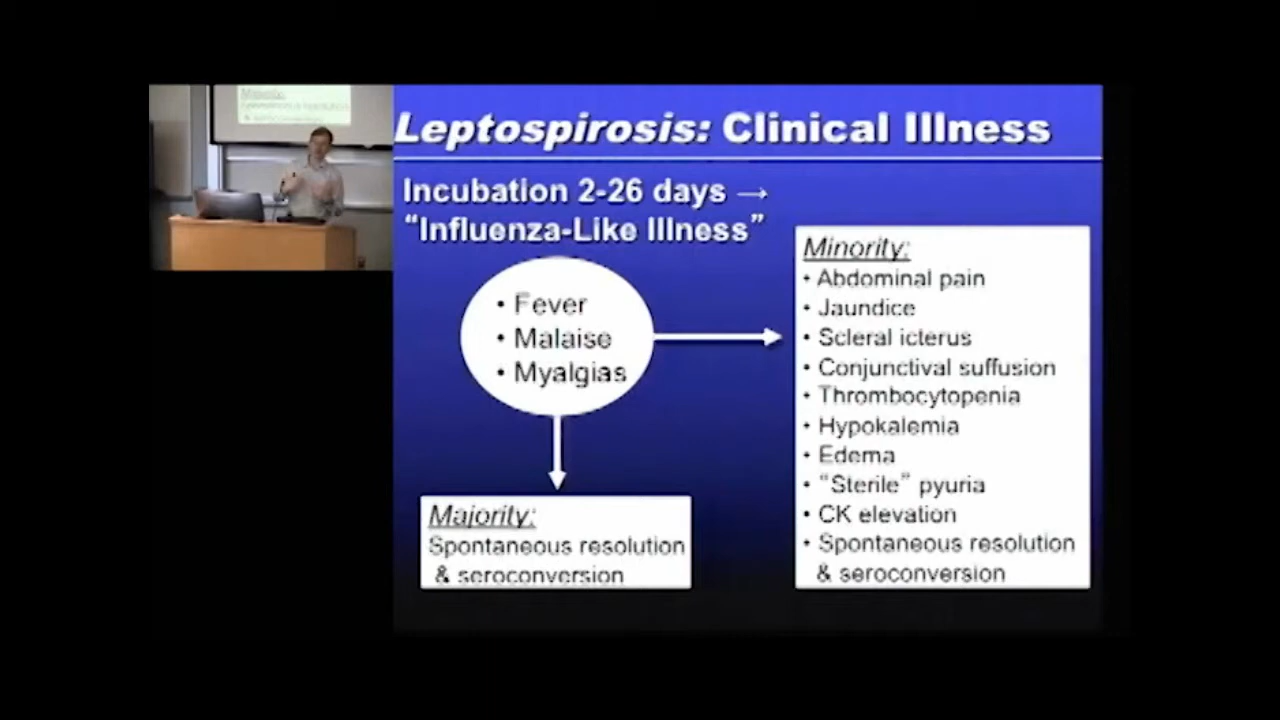 Leptospirosis: Clinical Illness
Incubation 2-26 days →
“Influenza-Like Illness”
• Fever
• Malaise
• Myalgias
Majority:
Spontaneous resolution
& seroconversion
Minority:
• Abdominal pain
• Jaundice
• Scleral icterus
• Conjunctival suffusion
• Thrombocytopenia
• Hypokalemia
• Edema
• “Sterile” pyuria
• CK elevation
• Spontaneous resolution
& seroconversion